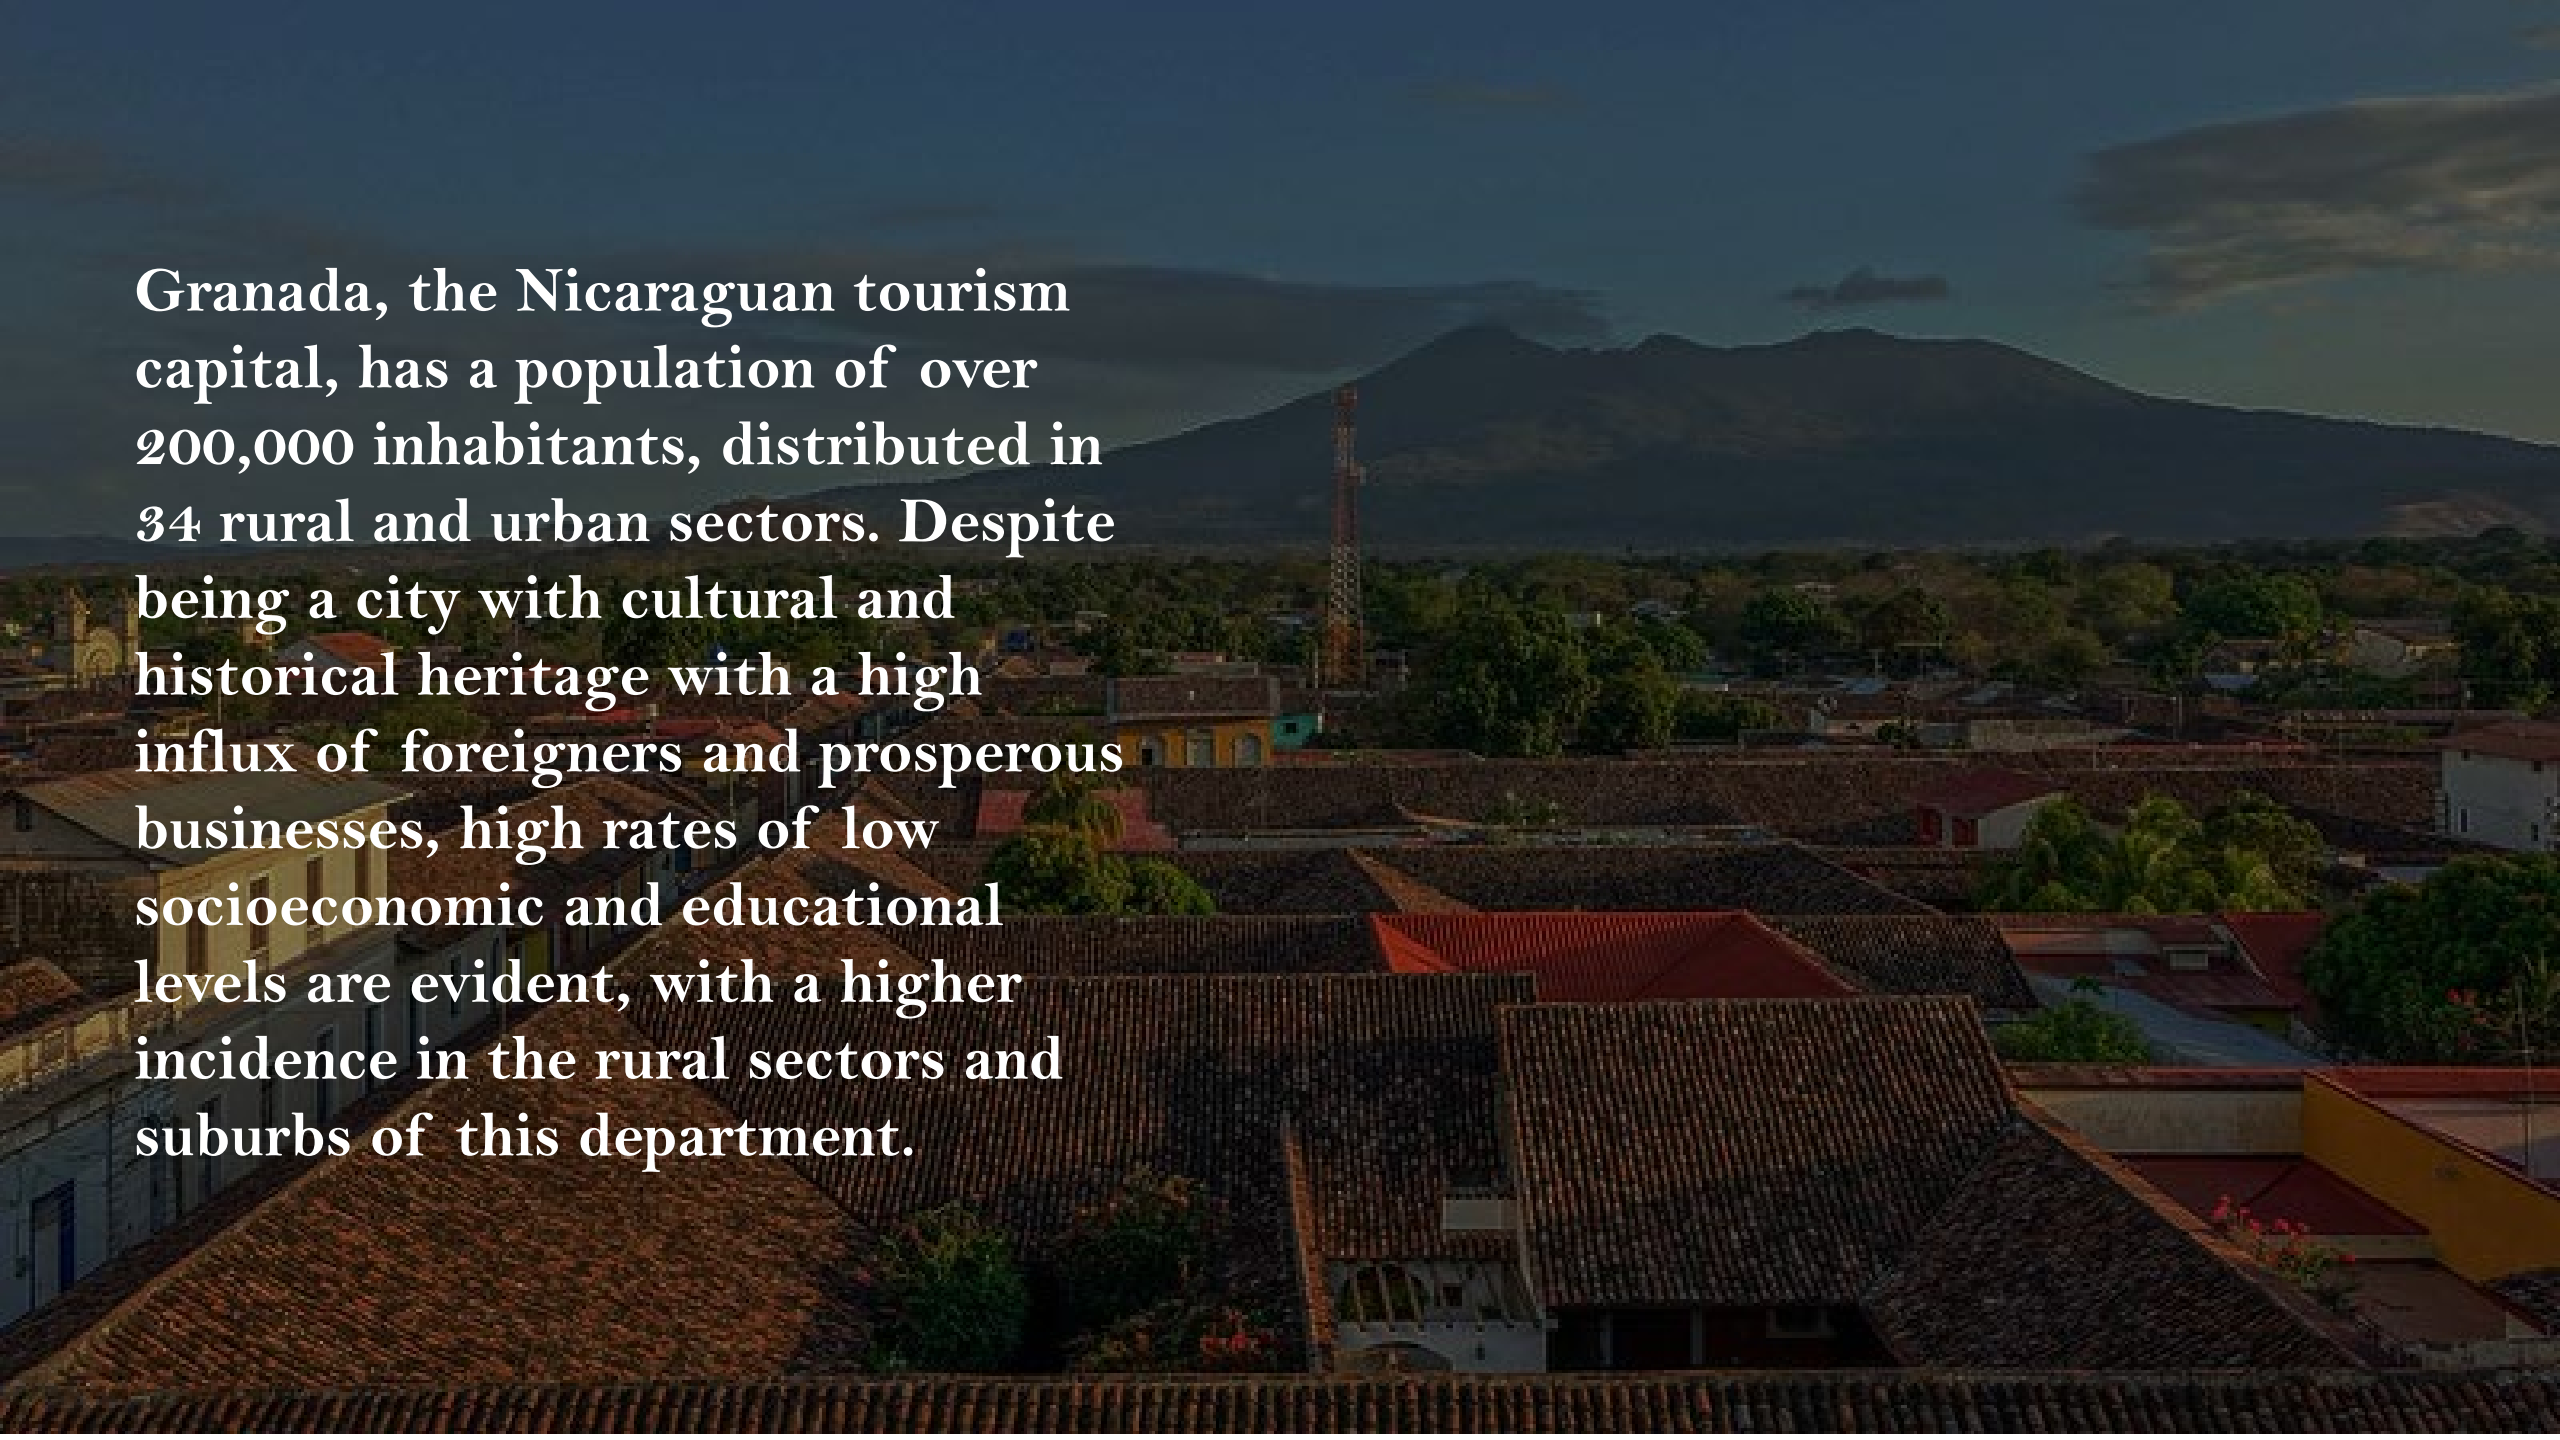 Granada, the Nicaraguan tourism
capital, has a population of over
200,000 inhabitants, distributed in
34 rural and urban sectors. Despite
being a city with cultural and
historical heritage with a high
influx of foreigners and prosperous
businesses, high rates of low
socioeconomic and educational
levels are evident, with a higher
incidence in the rural sectors and
suburbs of this department.